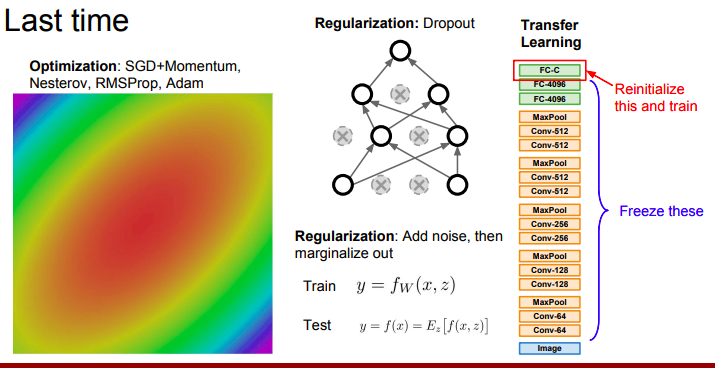 Last time
Optimization: SGD+Momentum,
Nesterov, RMSProp, Adam
Regularization: Dropout
Regularization: Add noise, then
marginalize out
Train y = f_W(x, z)
Test y = f(x) = E_z[f(x, z)]
Transfer
Learning
FC-C
FC-4096
FC-4096
MaxPool
Conv-512
Conv-512
MaxPool
Conv-512
Conv-512
MaxPool
Conv-256
Conv-256
MaxPool
Conv-128
Conv-128
MaxPool
Conv-64
Conv-64
Image
Reinitialize
this and train
Freeze these